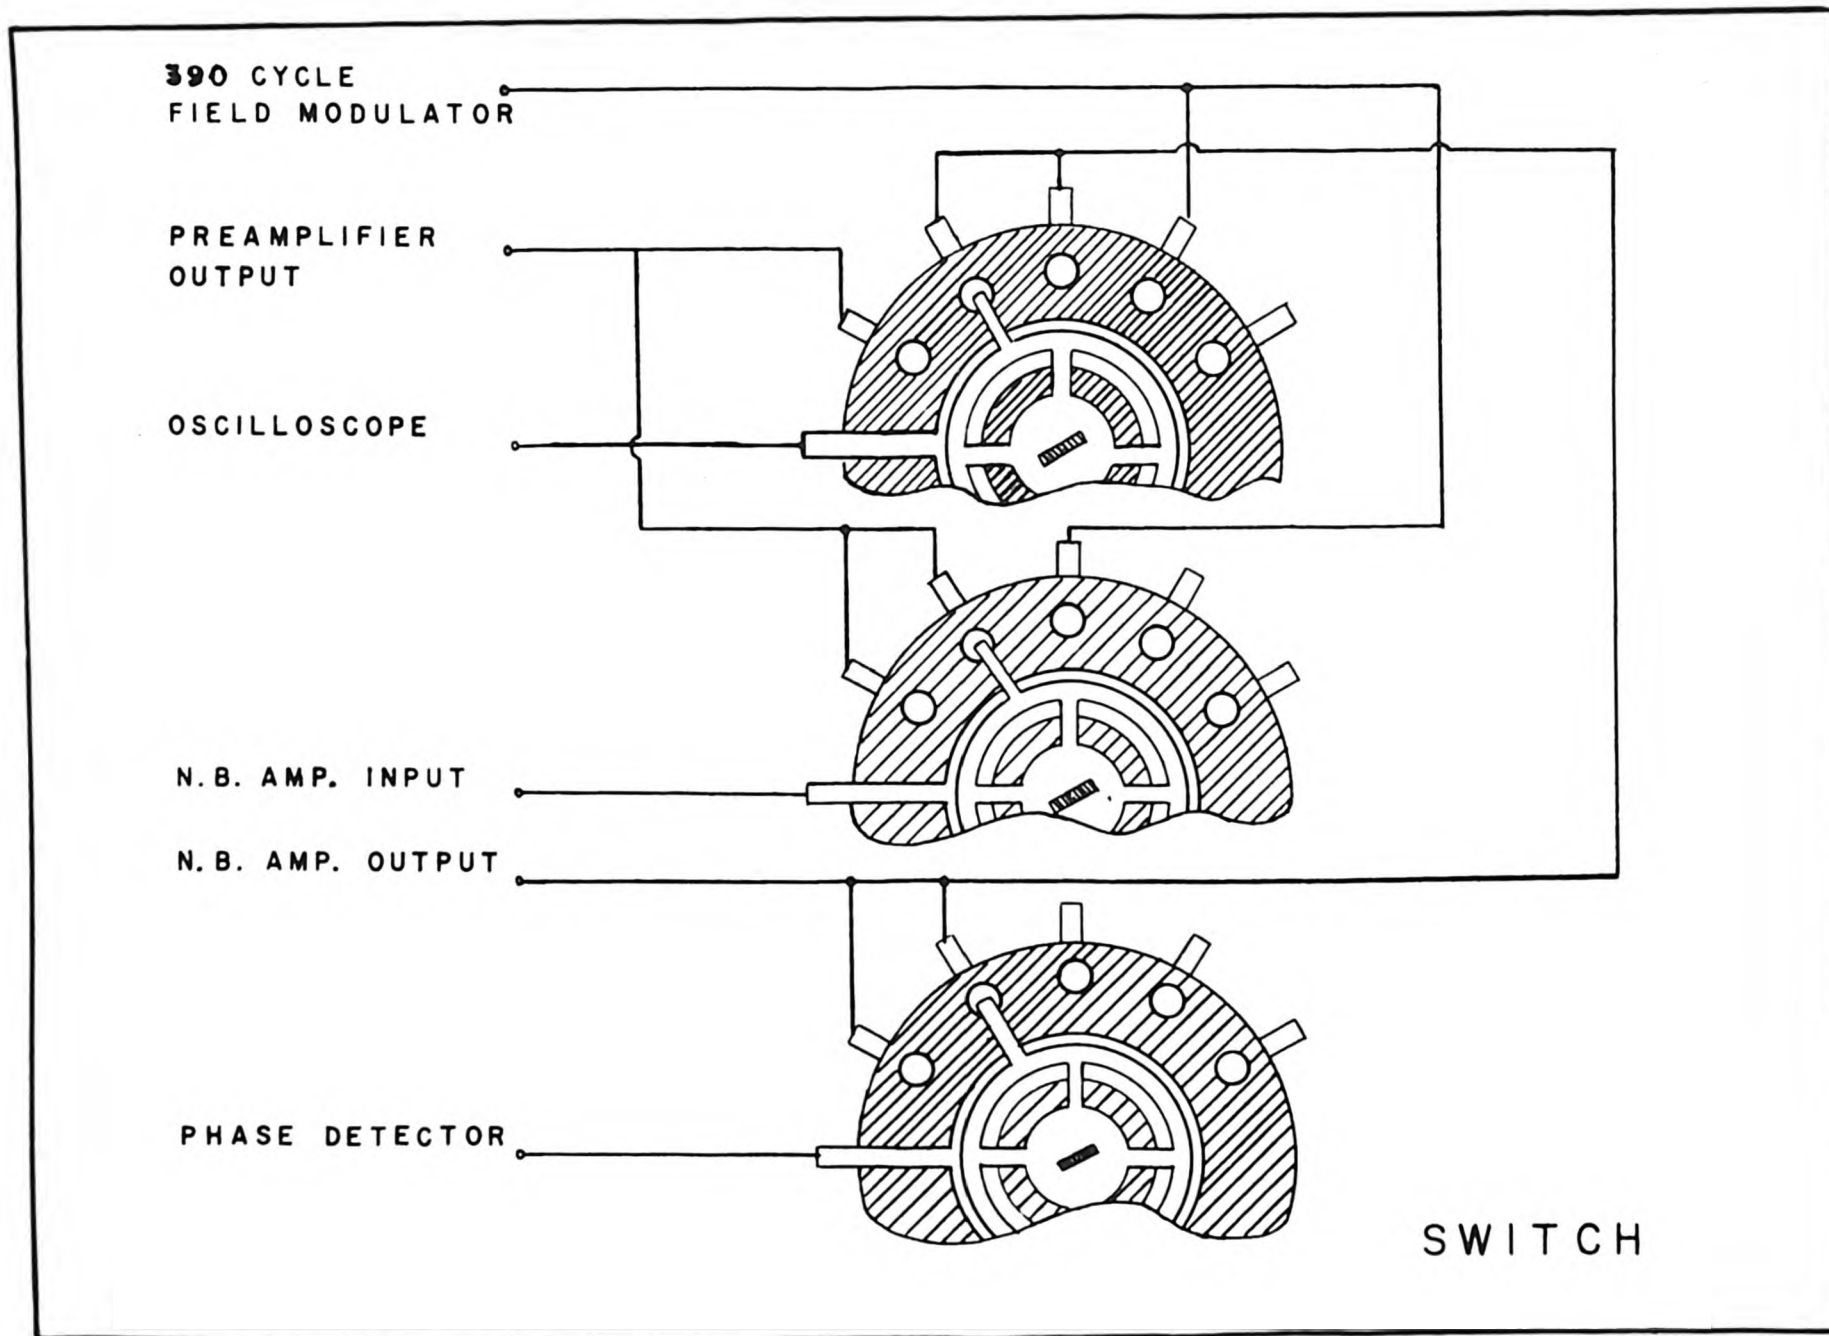 390 CYCLE
FIELD MODULATOR
PREAMPLIFIER
OUTPUT
OSCILLOSCOPE
N.B. AMP. INPUT
N.B. AMP. OUTPUT
PHASE DETECTOR
SWITCH